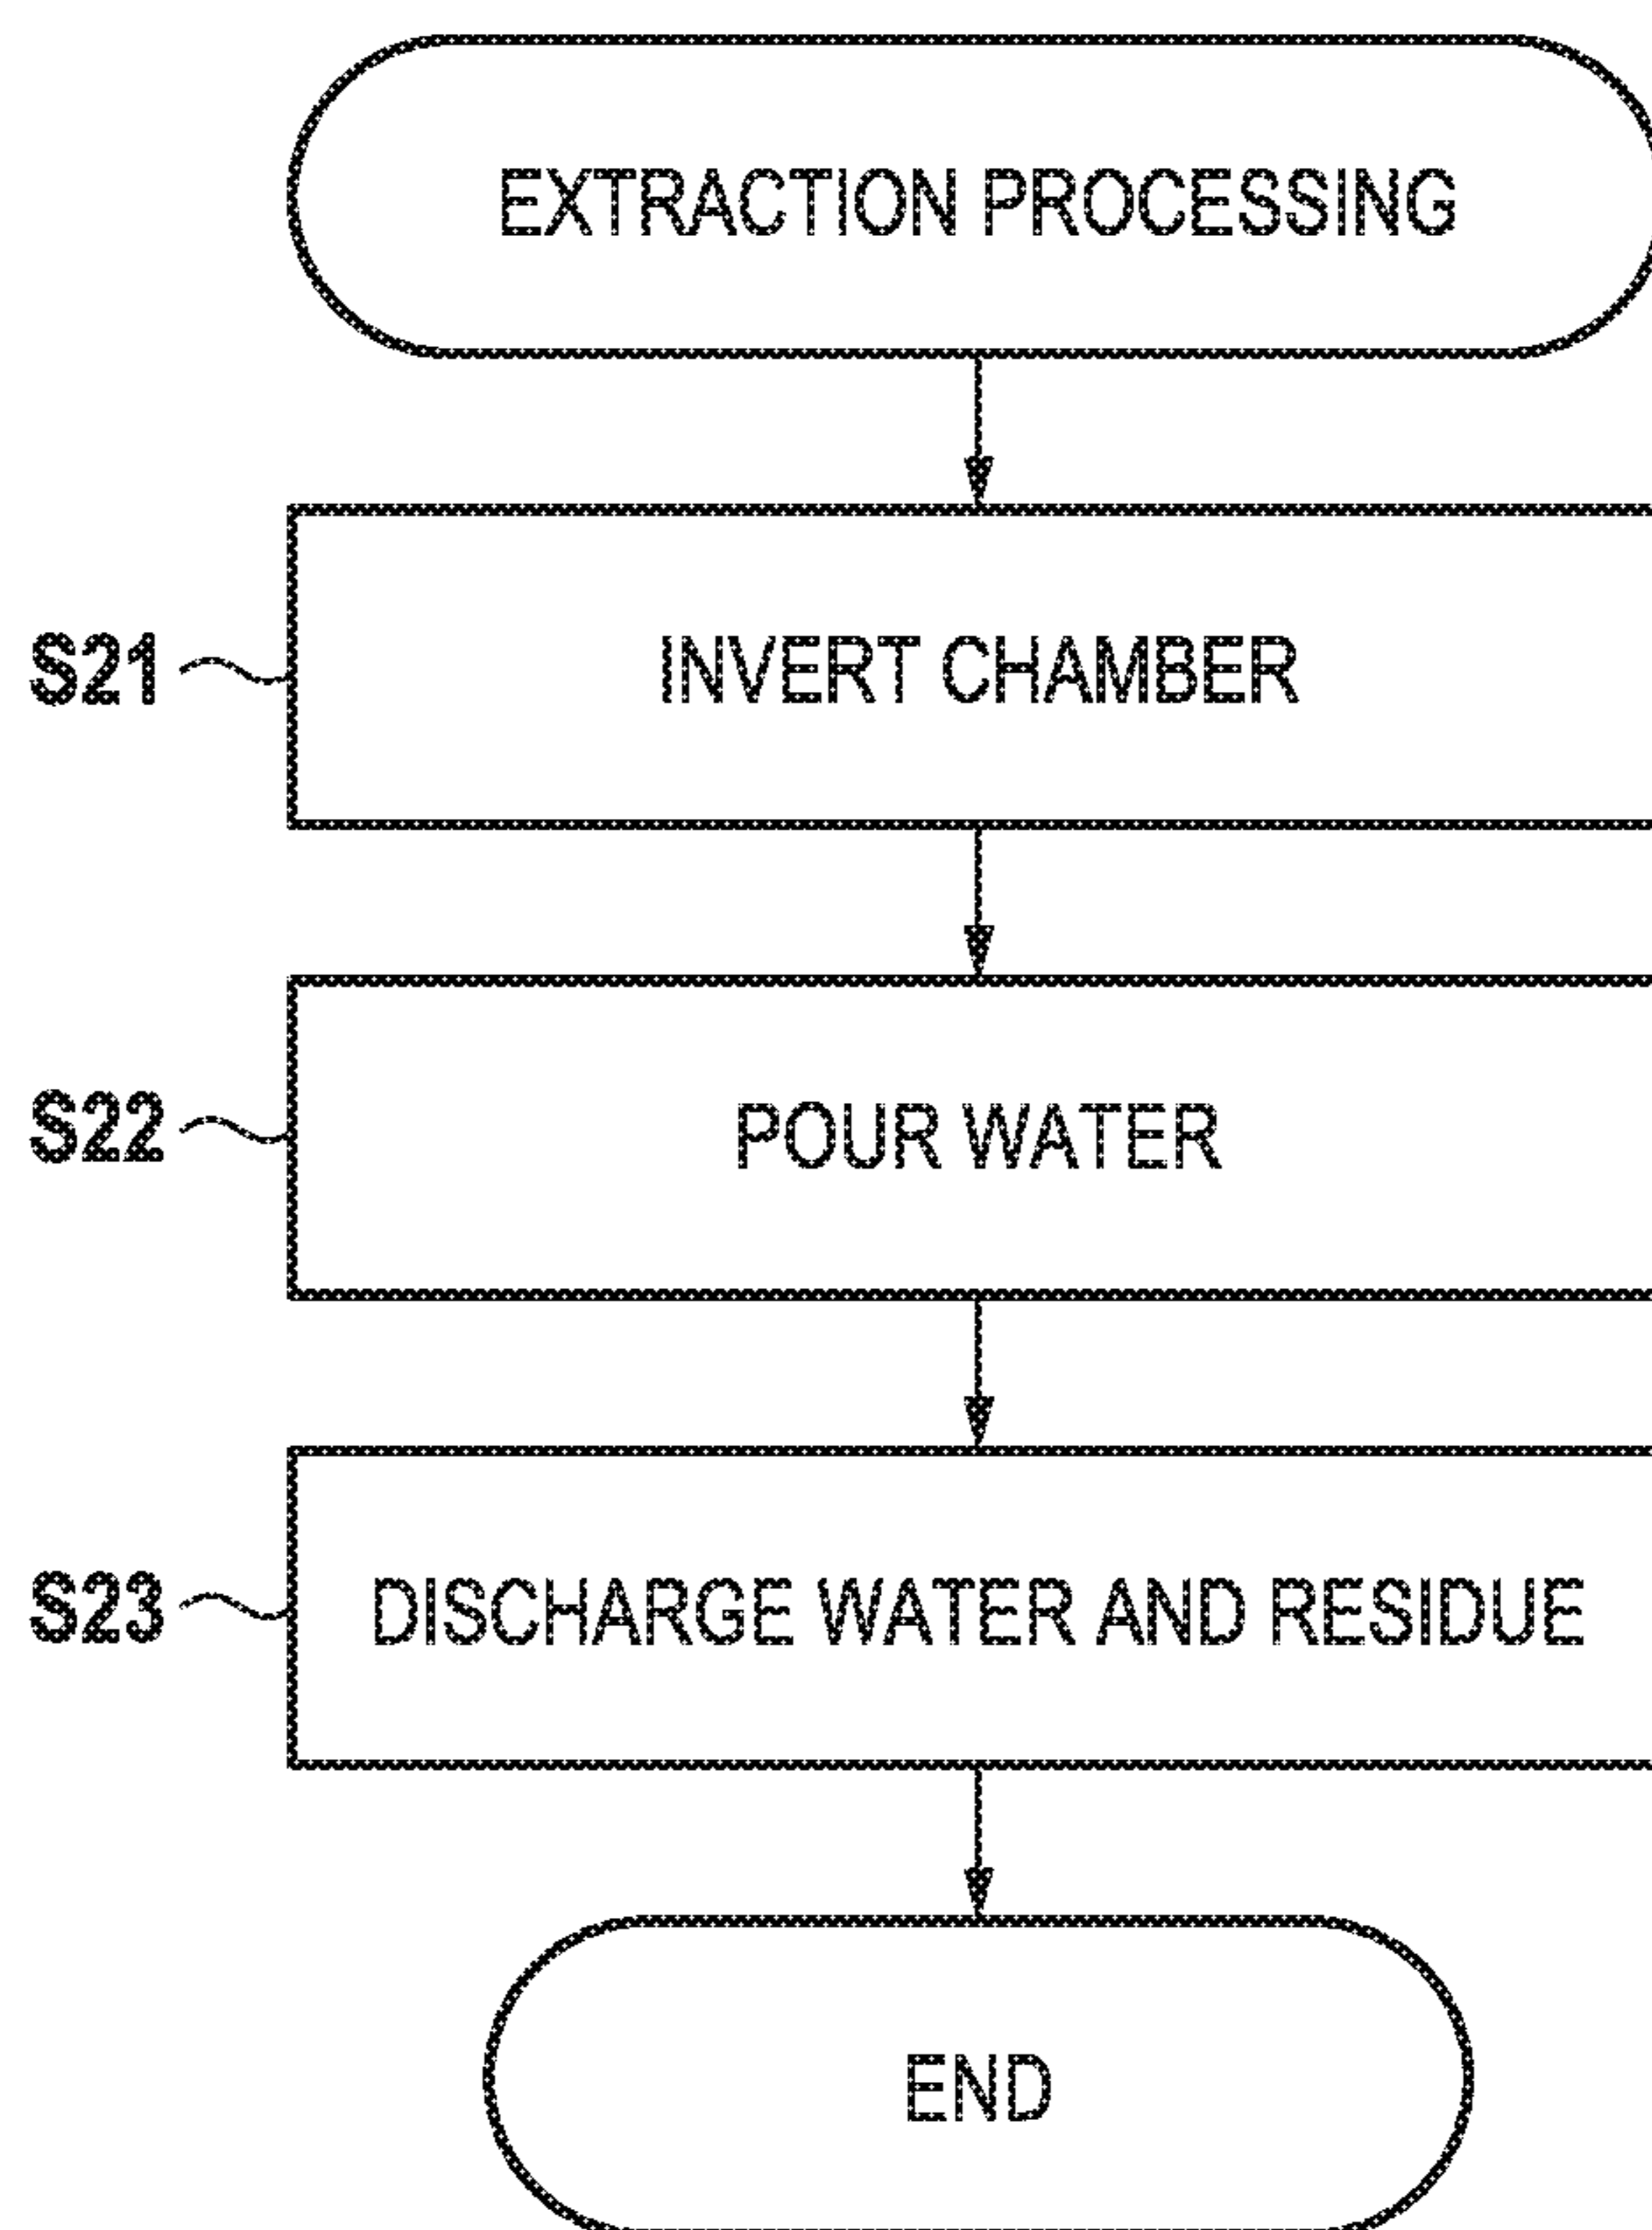 EXTRACTION PROCESSING
S21 INVERT CHAMBER
S22 POUR WATER
S23 DISCHARGE WATER AND RESIDUE
END